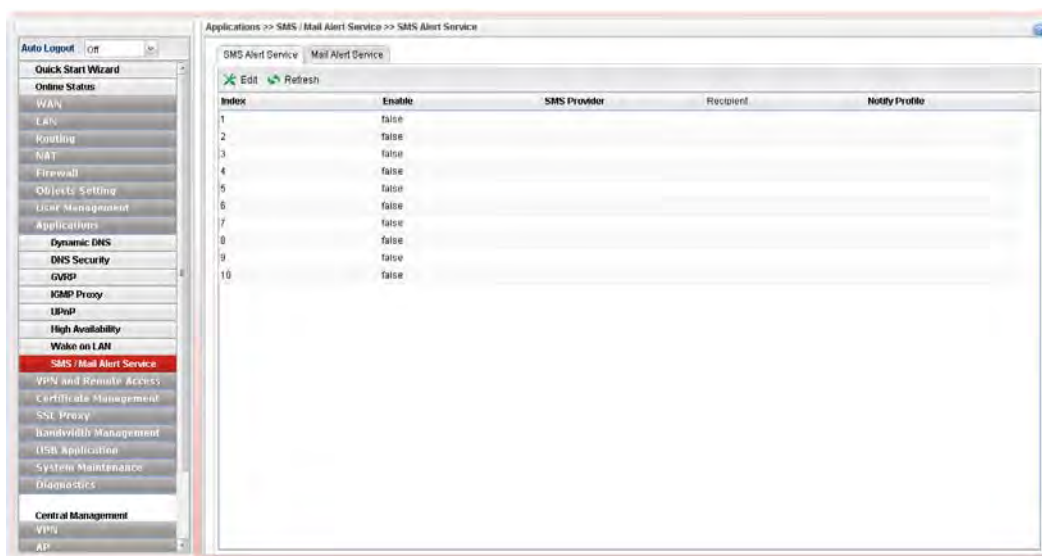 Applications >> SMS / Mail Alert Service >> SMS Alert Service
Auto Logout Off
Quick Start Wizard
Online Status
WAN
LAN
Routing
NAT
Firewall
Objects Setting
User Management
Applications
Dynamic DNS
DNS Security
GVRP
IGMP Proxy
UPnP
High Availability
Wake on LAN
SMS / Mail Alert Service
VPN and Remote Access
Certificate Management
SSL Proxy
Bandwidth Management
USB Application
System Maintenance
Diagnostics
Central Management
VPN
AP
SMS Alert Service Mail Alert Service
Edit Refresh
Index Enable SMS Provider Recipient Notify Profile
1 false
2 false
3 false
4 false
5 false
6 false
7 false
8 false
9 false
10 false